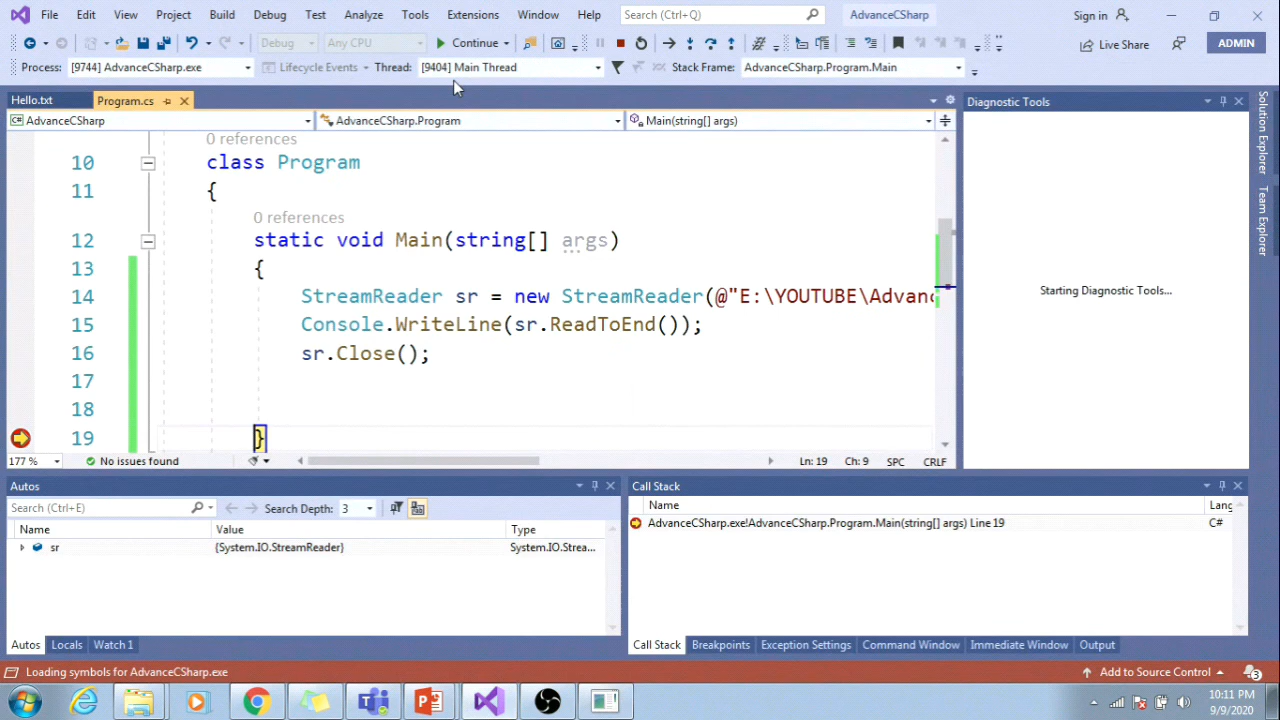 File Edit View Project Build Debug Test Analyze Tools Extensions Window Help Search (Ctrl+Q) AdvanceCSharp Sign in
Debug Any CPU Continue Live Share ADMIN
Process: [9744] AdvanceCSharp.exe Lifecycle Events Thread: [9404] Main Thread Stack Frame: AdvanceCSharp.Program.Main
Hello.txt Program.cs Diagnostic Tools
AdvanceCSharp AdvanceCSharp.Program Main(string[] args)
0 references
10 class Program
11 {
0 references
12 static void Main(string[] args)
13 {
14 StreamReader sr = new StreamReader(@"E:\YOUTUBE\Advanc
15 Console.WriteLine(sr.ReadToEnd());
16 sr.Close();
17
18
19 }
Starting Diagnostic Tools...
Solution Explorer
Team Explorer
177 % No issues found Ln: 19 Ch: 9 SPC CRLF
Autos
Search (Ctrl+E) Search Depth: 3
Name Value Type
sr {System.IO.StreamReader} System.IO.Strea...
Autos Locals Watch 1
Call Stack
Name Lang
AdvanceCSharp.exe!AdvanceCSharp.Program.Main(string[] args) Line 19 C#
Call Stack Breakpoints Exception Settings Command Window Immediate Window Output
Loading symbols for AdvanceCSharp.exe Add to Source Control 3
10:11 PM
9/9/2020